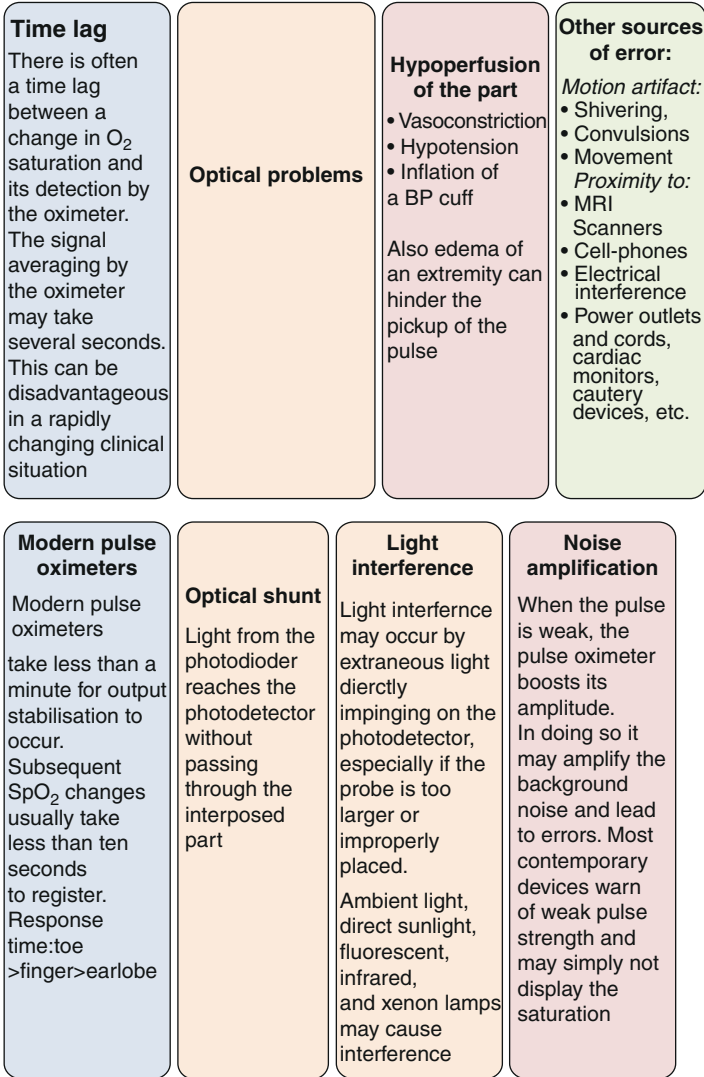 Time lag
There is often
a time lag
between a
change in O2
saturation and
its detection by
the oximeter.
The signal
averaging by
the oximeter
may take
several seconds.
This can be
disadvantageous
in a rapidly
changing clinical
situation
Optical problems
Hypoperfusion
of the part
• Vasoconstriction
• Hypotension
• Inflation of
a BP cuff
Also edema of
an extremity can
hinder the
pickup of the
pulse
Other sources
of error:
Motion artifact:
• Shivering,
• Convulsions
• Movement
Proximity to:
• MRI
Scanners
• Cell-phones
• Electrical
interference
• Power outlets
and cords,
cardiac
monitors,
cautery
devices, etc.
Modern pulse
oximeters
Modern pulse
oximeters
take less than a
minute for output
stabilisation to
occur.
Subsequent
SpO2 changes
usually take
less than ten
seconds
to register.
Response
time:toe
>finger>earlobe
Optical shunt
Light from the
photodioder
reaches the
photodetector
without
passing
through the
interposed
part
Light
interference
Light interfernce
may occur by
extraneous light
dierctly
impinging on the
photodetector,
especially if the
probe is too
larger or
improperly
placed.
Ambient light,
direct sunlight,
fluorescent,
infrared,
and xenon lamps
may cause
interference
Noise
amplification
When the pulse
is weak, the
pulse oximeter
boosts its
amplitude.
In doing so it
may amplify the
background
noise and lead
to errors. Most
contemporary
devices warn
of weak pulse
strength and
may simply not
display the
saturation